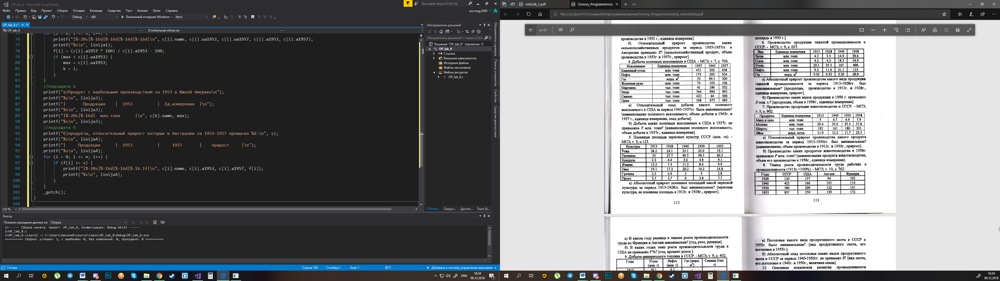 OP_lab_8 - Microsoft Visual Studio
Быстрый запуск (Ctrl+Q)
Файл Правка Вид Проект Сборка Отладка Команда Средства Тест Анализ Окно Справка
ars.mag.2000 A
Debug x86 Локальный отладчик Windows Авто
OP_lab_8.c*
OP_lab_8 (Глобальная область)
75 for (i = 0; i <= n; i++) {
76 printf("|%-20s|%-16d|%-16d|%-16d|%-16d|\n", c[i].name, c[i].ua1953, c[i].ua1957, c[i].a1953, c[i].a1957);
77 printf("%s\n", linija1);
78 f[i] = (c[i].a1957 * 100) / c[i].a1953 - 100;
79 if (max < c[i].ua1953) {
80 max = c[i].ua1953;
81 k = i;
82 }
83 }
84 //подзадача а
85 printf("а)Продукт с наибольшим производством за 1953 в Южной Америке\n");
86 printf("%s\n", linija3);
87 printf("| Продукция | 1953 | Ед.измерения |\n");
88 printf("%s\n", linija3);
89 printf("|%-20s|%-16d| млн.тонн |\n", c[k].name, max);
90 printf("%s\n", linija3);
91 //подзадача б
92 printf("б)продукты, относительный прирост которых в Австралии за 1953-1957 превысил %d:\n", s);
93 printf("%s\n", linija4);
94 printf("| Продукция | 1953 | 1957 | прирост |\n");
95 printf("%s\n", linija4);
96 for (i = 0; i <= n; i++) {
97 if (f[i] >= s) {
98 printf("|%-20s|%-16d|%-16d|%-16.1f|\n", c[i].name, c[i].a1953, c[i].a1957, f[i]);
99 printf("%s\n", linija4);
100 }
101 }
102 _getch();
103 }
104
133 %
Обозреватель решений
Обозреватель решений — поиск (Ctrl+
Решение "OP_lab_8" (проектов: 1)
OP_lab_8
Ссылки
Внешние зависимости
Исходные файлы
Файлы заголовков
Файлы ресурсов
OP_lab_8.c
Обозре... Предст... Диспет... Team Ex...
Обозреватель серверов
Панель элементов
Свойства
Средства диагностики
Вывод
Показать выходные данные из: Сборка
1>------ Сборка начата: проект: OP_lab_8, Конфигурация: Debug Win32 ------
1>OP_lab_8.c
1>OP_lab_8.vcxproj -> C:\Users\Арсений\source\repos\OP_lab_8\Debug\OP_lab_8.exe
========== Сборка: успешно: 1, с ошибками: 0, без изменений: 0, пропущено: 0 ==========
Готово Строка 104 Столбец 1 Знак 1 ВСТ Добавить в систему управления версиями
ENG 16:34
09.12.2018
mtdchk_2.pdf Osnovy_Programmirova
file:///G:/ДонНТУ/Основы%20программирования/Osnovy_Programmirovania_metodichka.pdf
57 из 67
производства в 1953 г., единица измерения].
б) Относительный прирост производства каких
сельскохозяйственных продуктов за период 1953-1957гг. в
Австралии превысил X? [сельскохозяйственный продукт, объем
производства в 1953г. и 1957г., прирост].
4. Добыча полезных ископаемых в США. - МСЭ, т. 7, с. 706.
Ископаемые Единица измерения 1937 1943 1957
Каменный уголь млн. тонн 451 503 458
Нефть млн. тонн 173 293 354
Газ млрд. м³ 70 99.5 300
Железная руда млн. тонн 73 103 106
Марганец тыс. тонн 41 186 332
Медь тыс. тонн 764 990 992
Свинец тыс. тонн 422 44 306
Цинк тыс. тонн 568 675 483
а) Относительный спад добычи какого полезного
ископаемого в США за период 1943-1957гг. была максимальным?
[наименование полезного ископаемого, объем добычи в 1943г. и
1957 г., единица измерения, спад добычи].
б) Добыча каких полезных ископаемых в США в 1937г. не
превысила Y млн. тонн? [наименование полезного ископаемого,
объем добычи в 1937г., единица измерения].
5. Посевные площади зерновых культур СССР (млн. га). -
МСЭ, т. 3, с.123.
Культуры 1913 1928 1940 1950 1955
Рожь 28.2 24.1 23.1 23.6 19.1
Пшеница 23 27.7 40.3 38.5 60.5
Кукуруза 2.2 4.4 3.6 4.8 9.1
Ячмень 13.2 7.3 11.3 8.6 9.9
Овес 19.1 17.2 20.2 16.2 14.8
Гречиха 2.2 2.9 2 3 2.8
Просо 3.5 5,7 6 3.8 7.7
а) Абсолютный прирост посевных площадей какой зерновой
культуры за период 1913-1928гг. был минимальным? [зерновая
культура, ее посевная площадь в 1913г. и 1928г., прирост].
112
площадь в 1955 г.].
6. Производство продукции тяжелой промышленности в
СССР. - МСЭ, т. 9, с. 637.
Вид Единицы измерения 1913 1928 1940 1958
Чугун млн. тонн 4.2 3.3 14.9 39.6
Сталь млн. тонн 4.2 4.3 18.3 54.9
Уголь млн. тонн 29.1 35.5 165 496
Нефть млн. тонн 9.2 11.6 31.1 113
Газ млрд. м³ 0.02 0.33 3.39 29.9
а) Абсолютный прирост производства какого вида продукции
тяжелой промышленности за период 1913-1928гг. был
максимальным? [продукция, производство в 1913г. и 1928г.,
единица измерения, прирост].
б) Производство каких видов продукции в 1958 г. превысило
X млн. т.? [продукция, объем в 1958г., единицы измерения].
7. Производство продукции животноводства в СССР. - МСЭ,
т. 3, с. 902.
Продукты Единица измерения 1913 1940 1950 1958
Мясо и сало млн. тонн 5 4.7 4.9 7.9
Молоко млн. тонн 29.4 33.6 35.3 57.8
Шерсть тыс. тонн 192 161 180 321
Яйца млрд. штук 11.9 12.2 11.7 23.5
а) Относительный прирост производства какого продукта
животноводства за период 1913-1950гг. был минимальным?
[наименование, объем производства в 1913г. и 1950г., прирост].
б) Производство каких продуктов животноводства в 1958г.
превысило P млн. тонн? [наименование продукта животноводства,
объем его производства в 1958г., единица измерения].
8. Темпы роста производительности труда рабочих в
промышленности (1913г.=100%). - МСЭ, т. 10, с. 762.
Годы СССР США Англия Франция
1928 120 137 94 105
1940 422 166 105 114
1950 580 209 122 131
1955 837 250 139 172
113
а) В каком году разница в темпах роста производительности
труда во Франции и Англии максимальна? [год, рост, разница].
б) В каких годах темп роста производительности труда в
США не превысил Y %? [год, процент роста ].
9. Добыча минерального топлива в СССР. - МСЭ, т. 9, с. 402.
Годы Уголь (млн. т) Нефть (млн. т) Газ (млрд. м³) Сланцы (тыс. т)
1913 29.1 9.2 - -
а) Поголовье какого вида продуктивного скота в СССР в
1955г. было минимальным? [вид продуктивного скота, его
поголовье в 1955г.].
б) Абсолютный спад поголовья каких видов продуктивного
скота в СССР за период 1940-1950гг. не превысил S? [вид скота,
его поголовье в 1940г. и 1950г., величина спада].
12. Основные показатели развития промышленности
16:34
09.12.2018